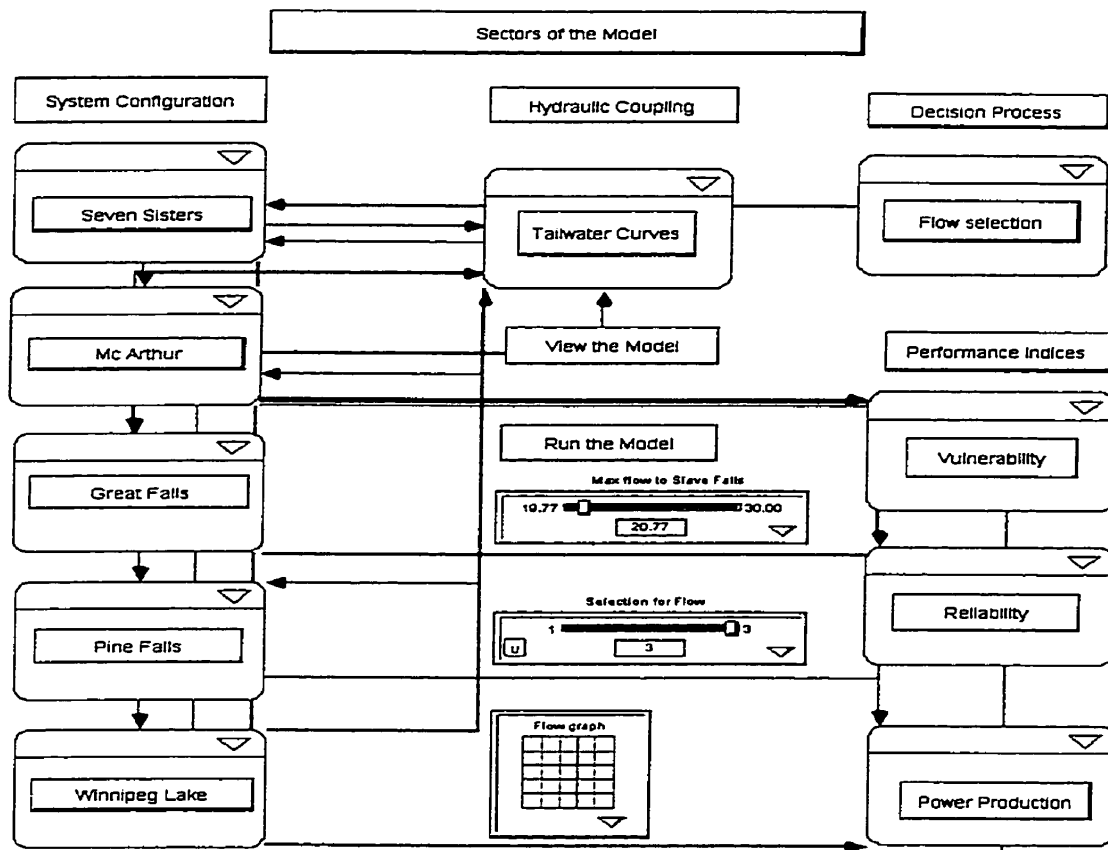 Sectors of the Model
System Configuration
Hydraulic Coupling
Decision Process
Seven Sisters
Tailwater Curves
Flow selection
Mc Arthur
View the Model
Performance Indices
Great Falls
Run the Model
Vulnerability
Max flow to Slave Falls
19.77
30.00
20.77
Pine Falls
Selection for Flow
1
3
U
3
Reliability
Winnipeg Lake
Flow graph
Power Production